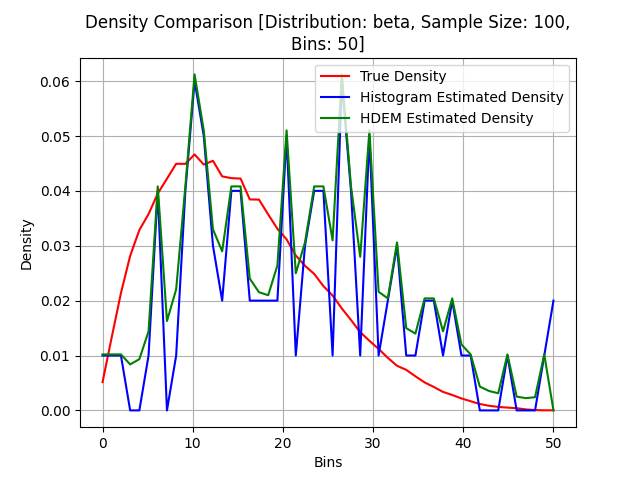 Density Comparison [Distribution: beta, Sample Size: 100,
Bins: 50]
True Density
Histogram Estimated Density
HDEM Estimated Density
Density
0.06
0.05
0.04
0.03
0.02
0.01
0.00
0 10 20 30 40 50
Bins